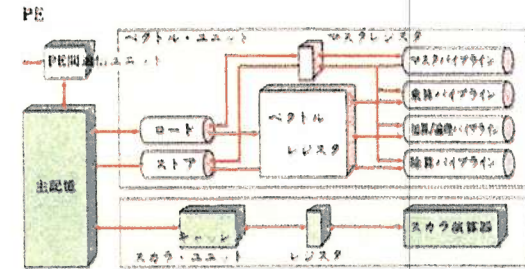 PE
ベクトル・ユニット
マスクレジスタ
PE間通信ユニット
マスクパイプライン
乗算パイプライン
ロード
ベクトル
レジスタ
加算/論理パイプライン
ストア
除算パイプライン
主記憶
キャッシュ
スカラ演算器
スカラ・ユニット
レジスタ